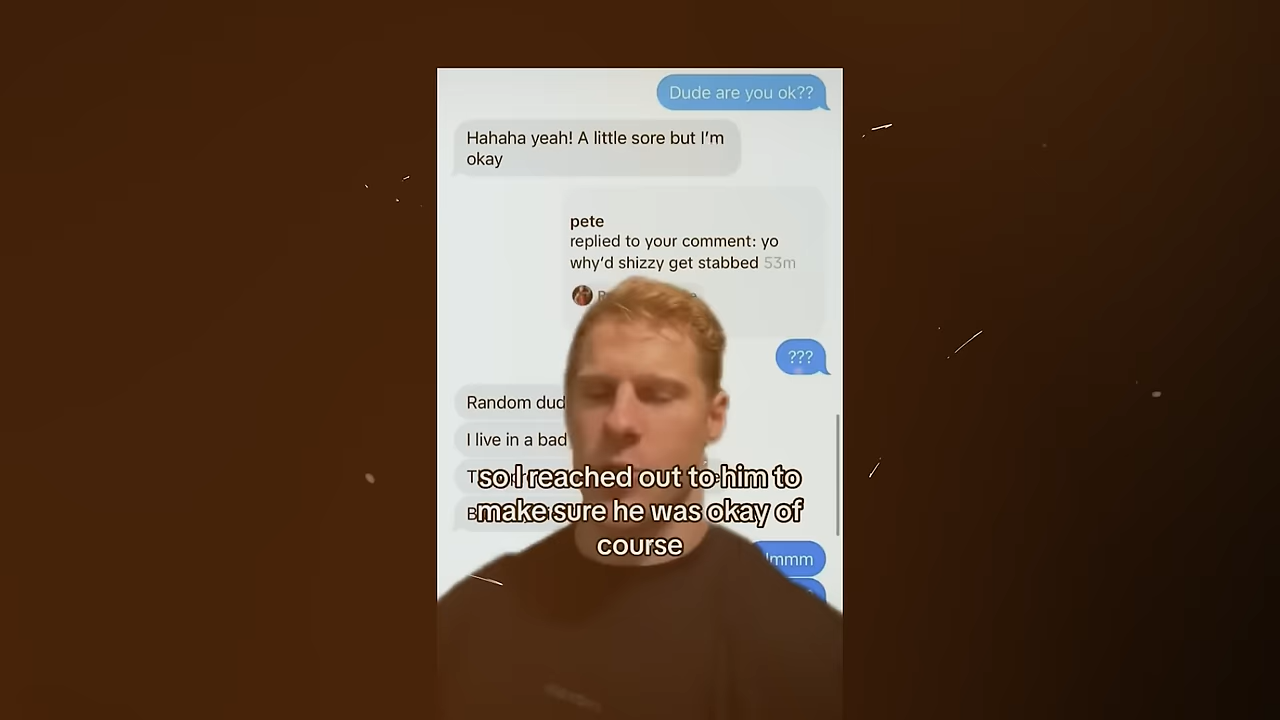 Dude are you ok??
Hahaha yeah! A little sore but I'm
okay
pete
replied to your comment: yo
why'd shizzy get stabbed 53m
???
Random dud
I live in a bad
so I reached out to him to
make sure he was okay of
course
mmm